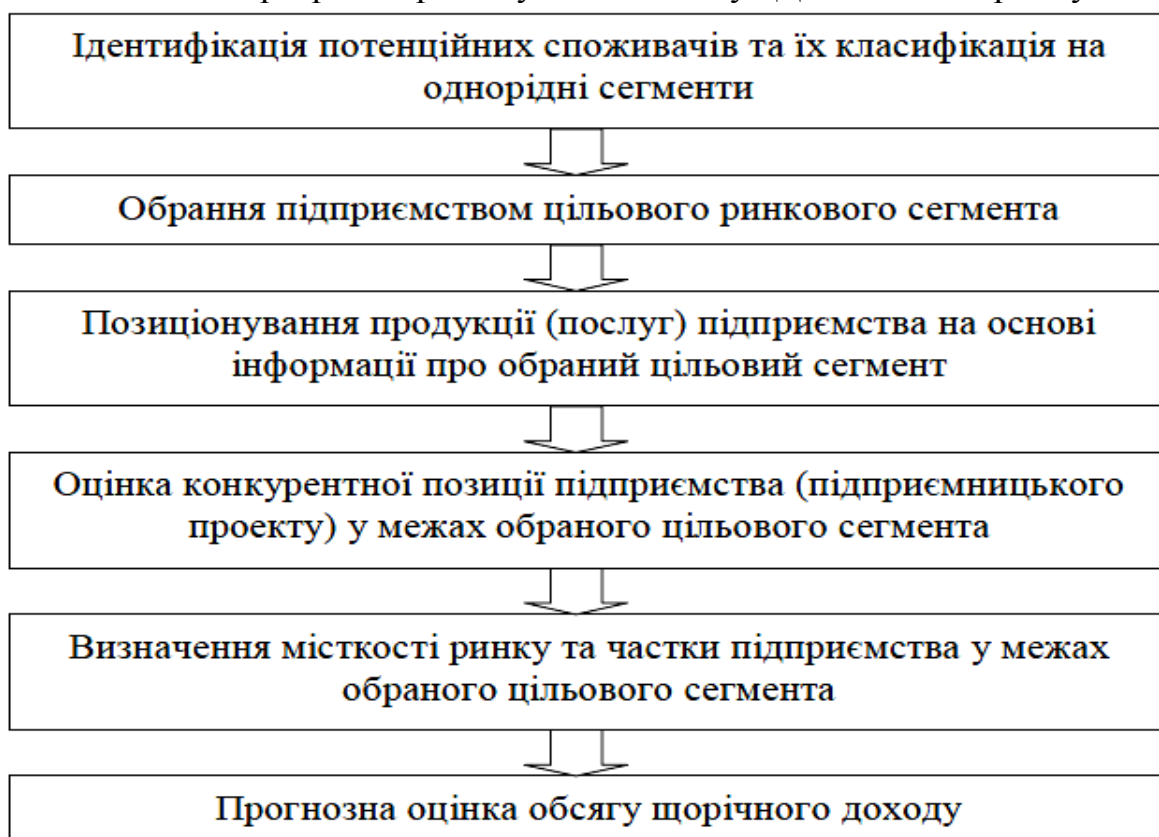 Ідентифікація потенційних споживачів та їх класифікація на
однорідні сегменти
Обрання підприємством цільового ринкового сегмента
Позиціонування продукції (послуг) підприємства на основі
інформації про обраний цільовий сегмент
Оцінка конкурентної позиції підприємства (підприємницького
проекту) у межах обраного цільового сегмента
Визначення місткості ринку та частки підприємства у межах
обраного цільового сегмента
Прогнозна оцінка обсягу щорічного доходу